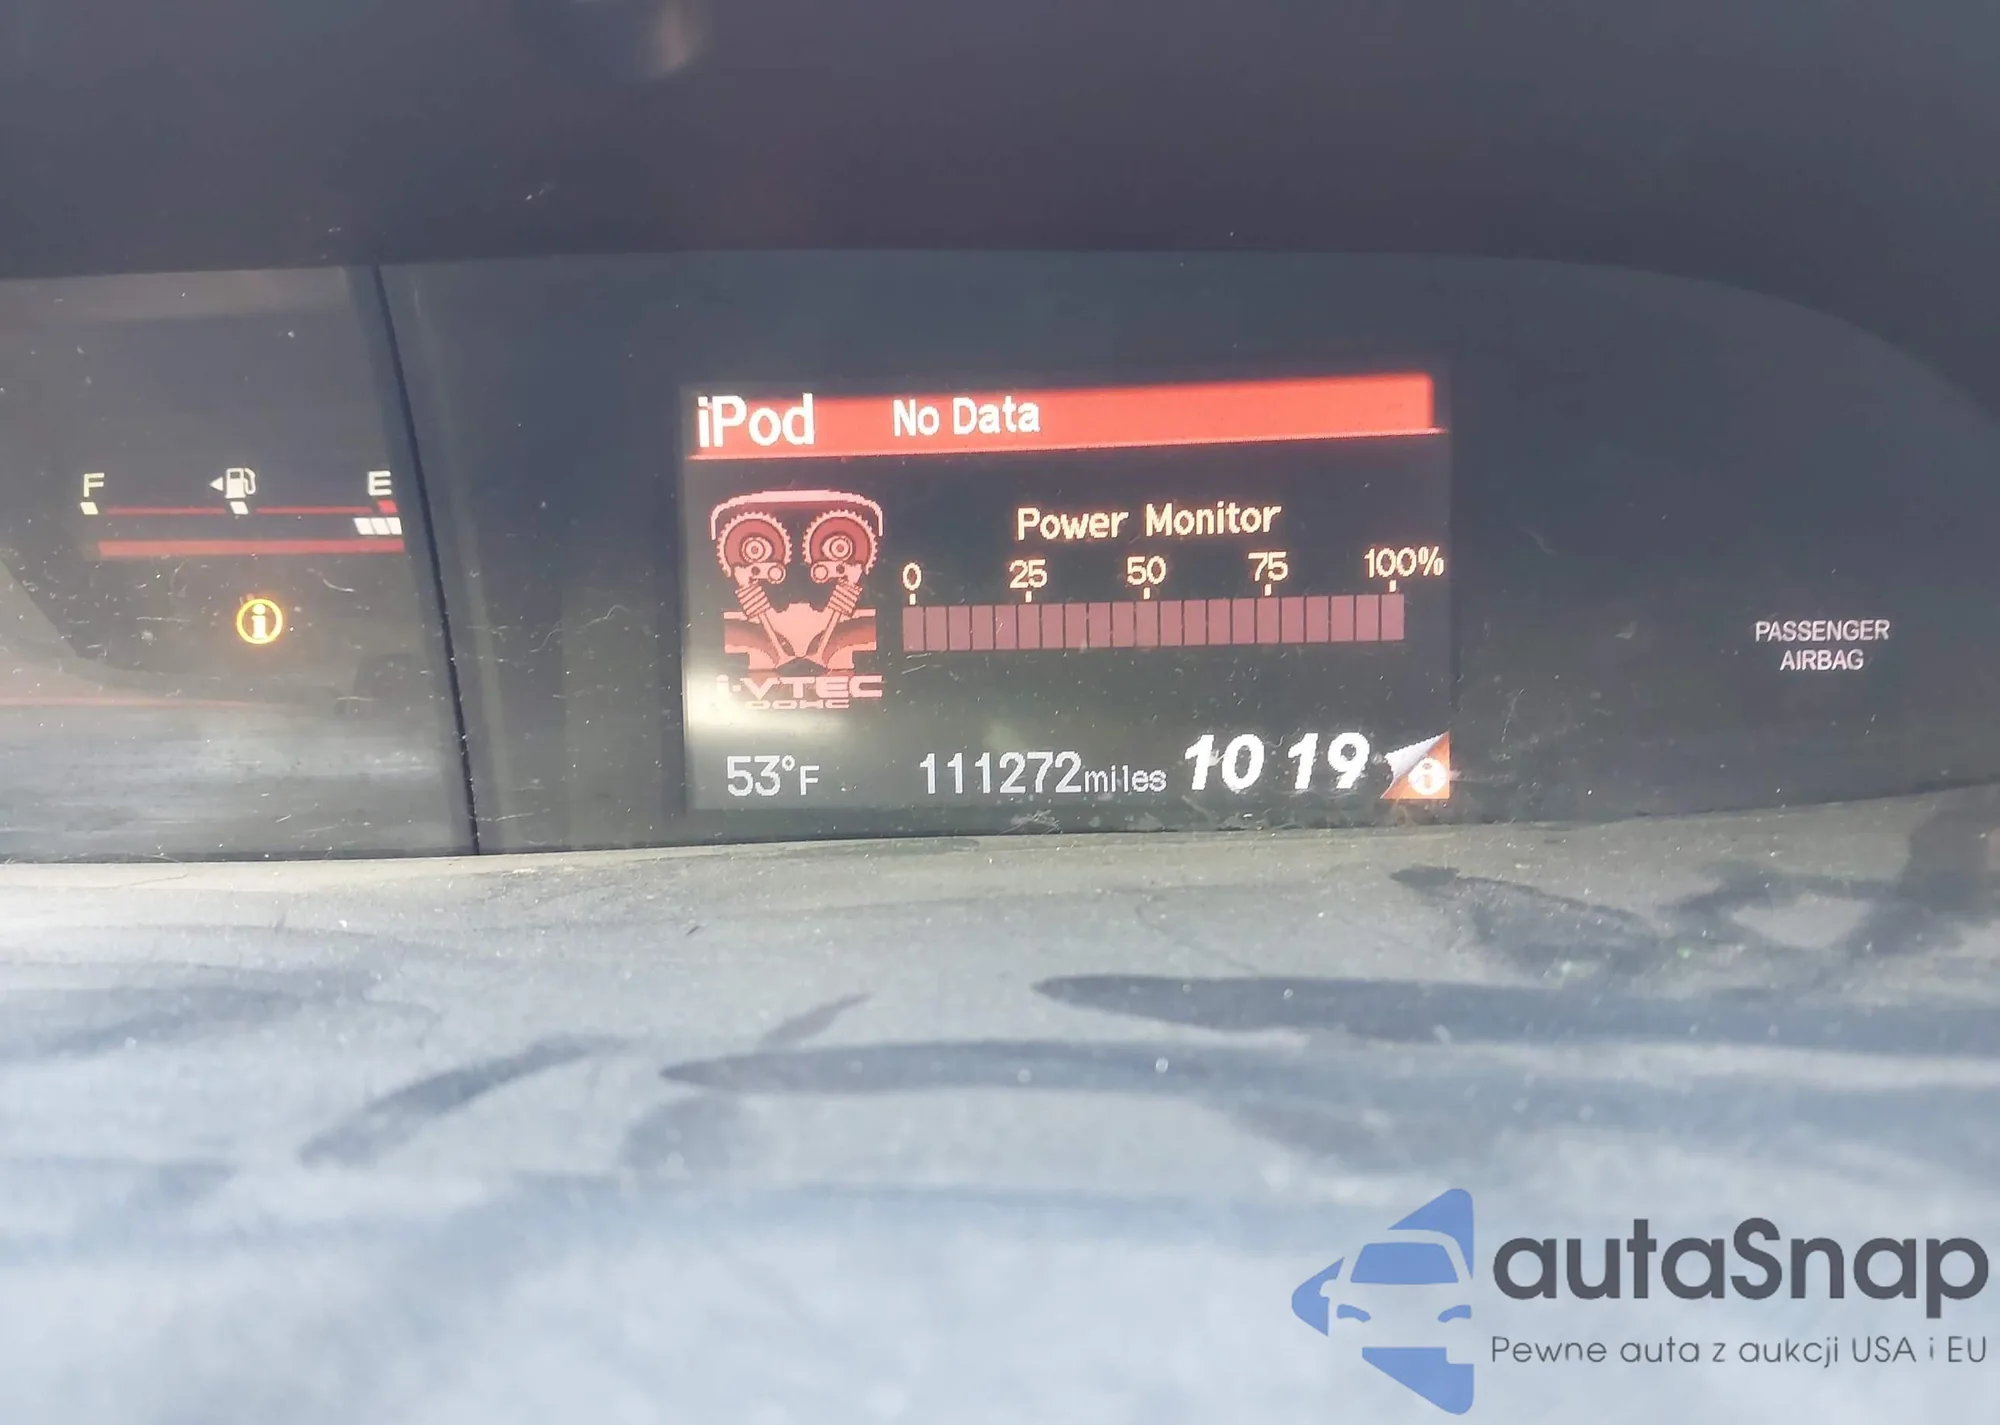 iPod No Data
F E
Power Monitor
0 25 50 75 100%
i-VTEC
DOHC
PASSENGER
AIRBAG
53°F 111272miles 10 19 i
autaSnap
Pewne auta z aukcji USA i EU